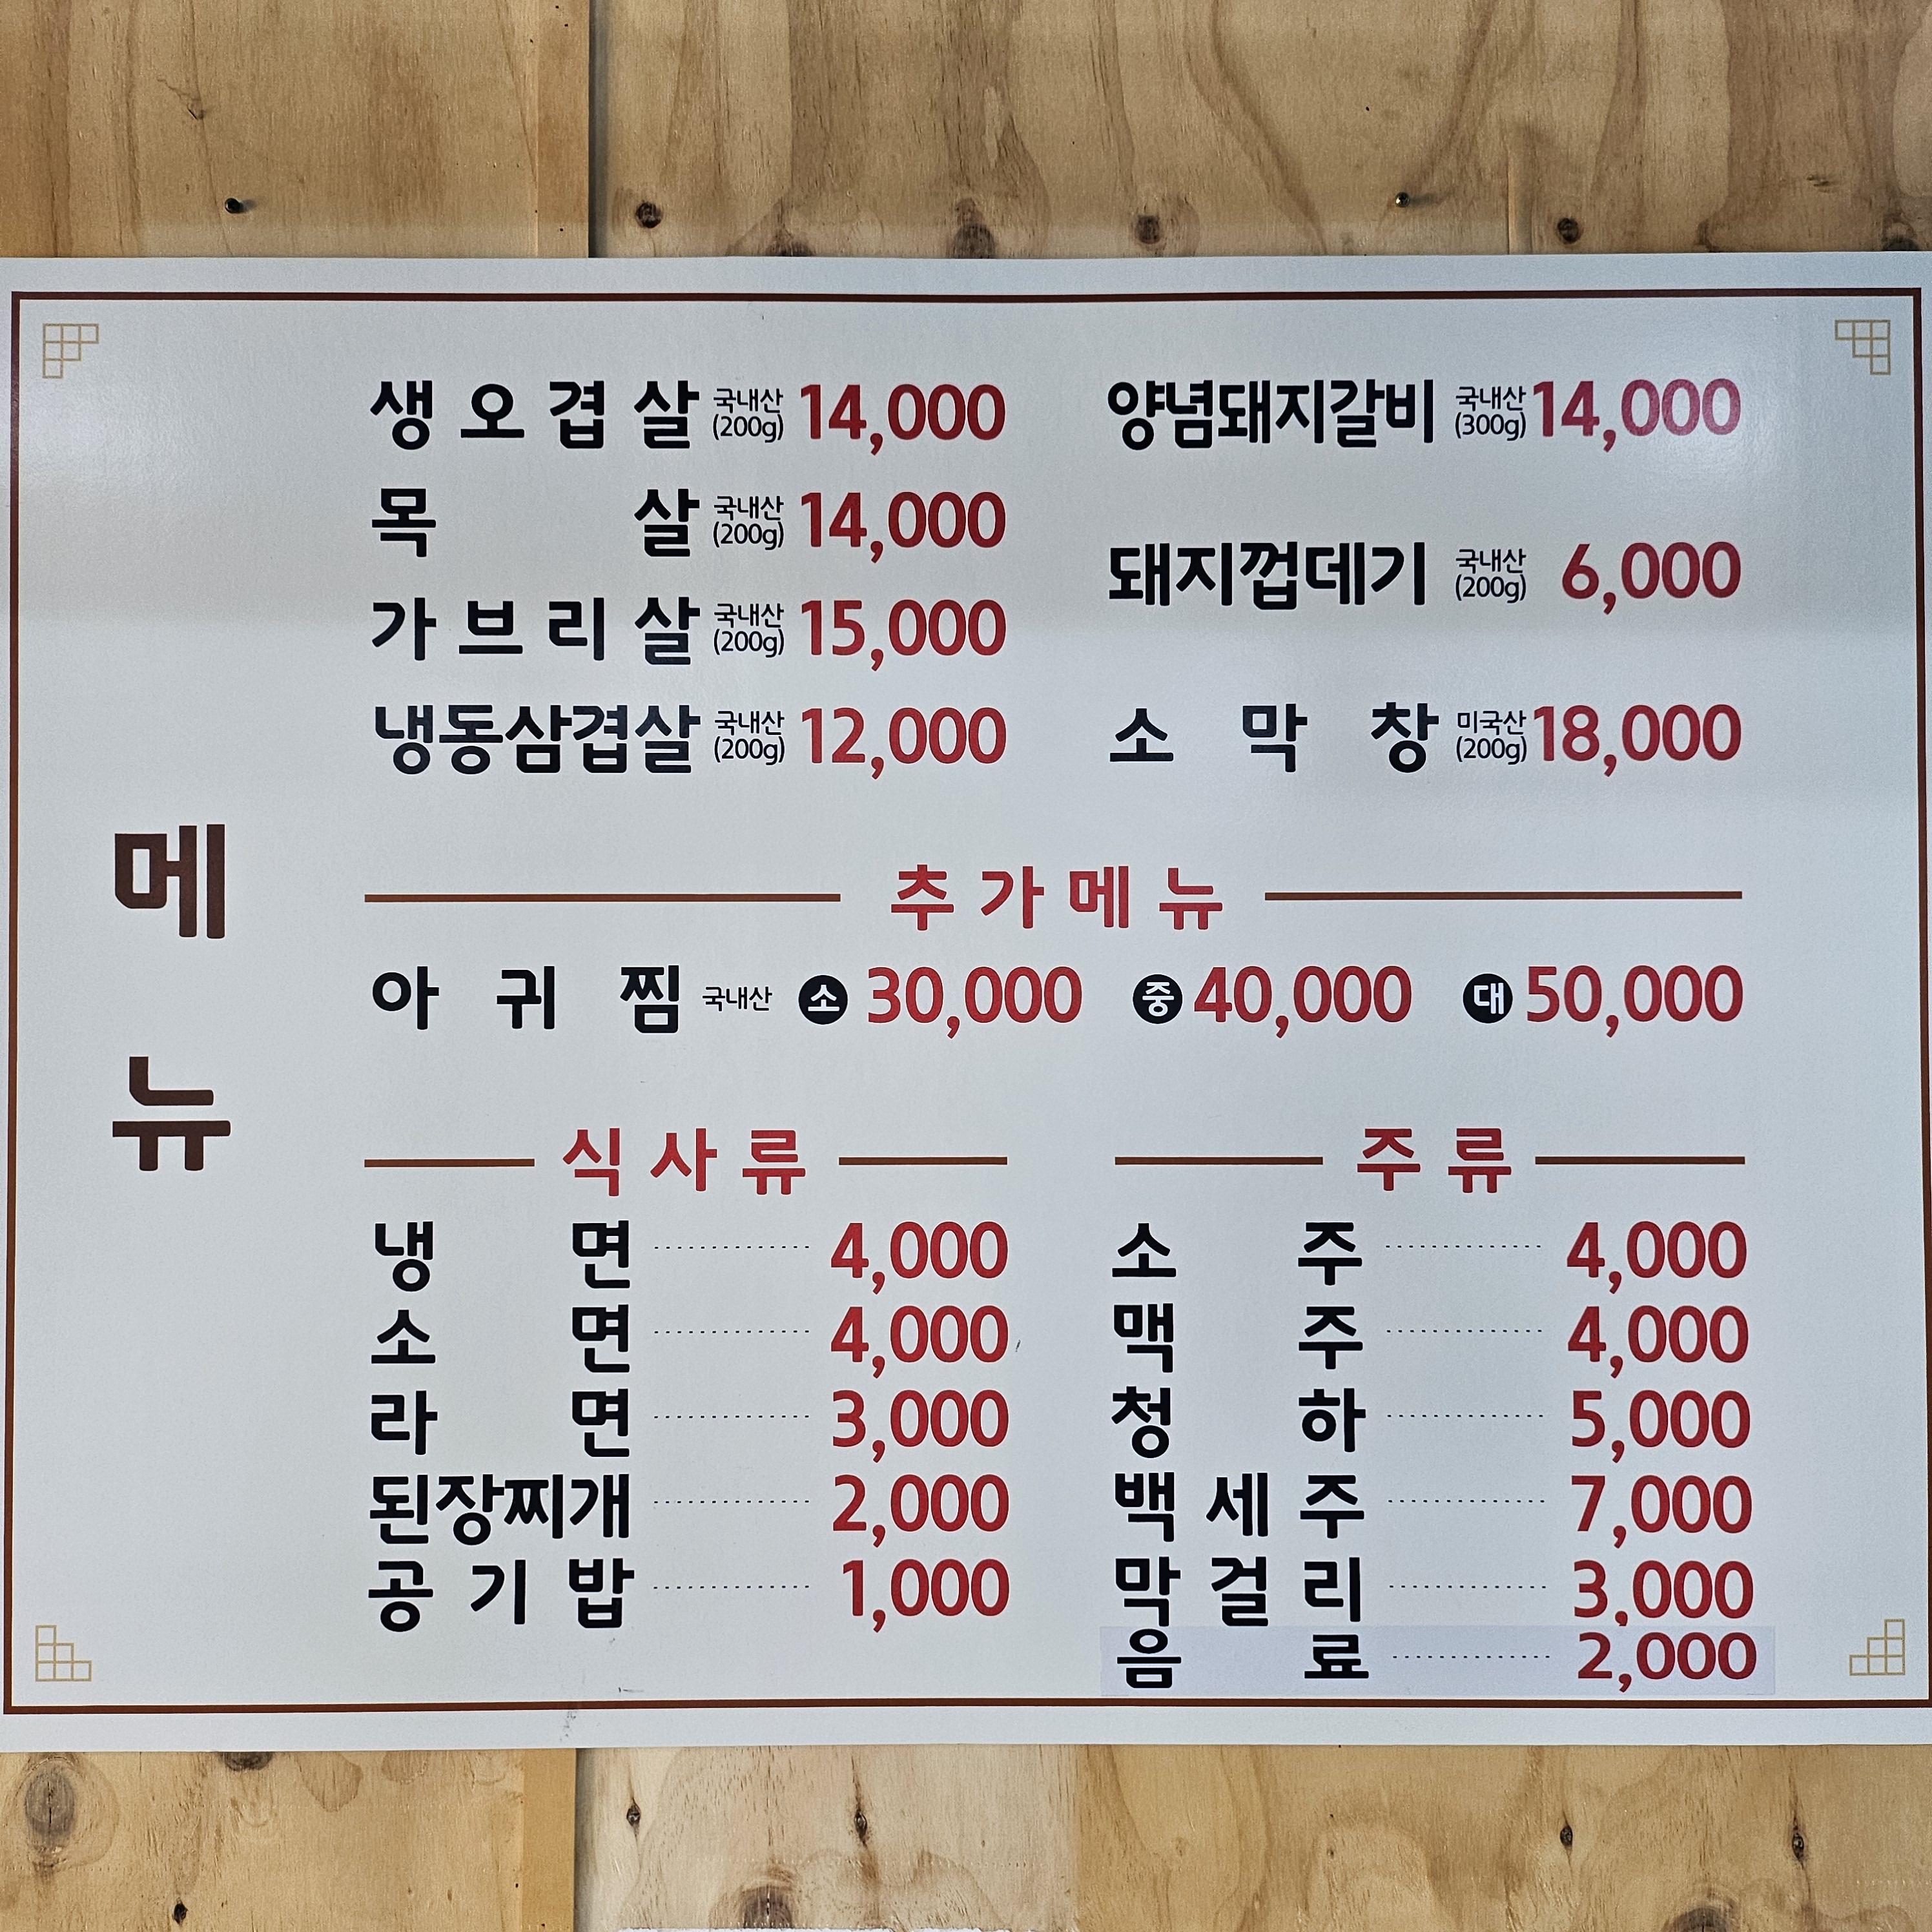 메뉴
생오겹살 국내산 (200g) 14,000
목살 국내산 (200g) 14,000
가브리살 국내산 (200g) 15,000
냉동삼겹살 국내산 (200g) 12,000
양념돼지갈비 국내산 (300g) 14,000
돼지껍데기 국내산 (200g) 6,000
소막창 미국산 (200g) 18,000
추가메뉴
아귀찜 국내산 소 30,000 중 40,000 대 50,000
식사류
냉면 4,000
소면 4,000
라면 3,000
된장찌개 2,000
공기밥 1,000
주류
소주 4,000
맥주 4,000
청하 5,000
백세주 7,000
막걸리 3,000
음료 2,000